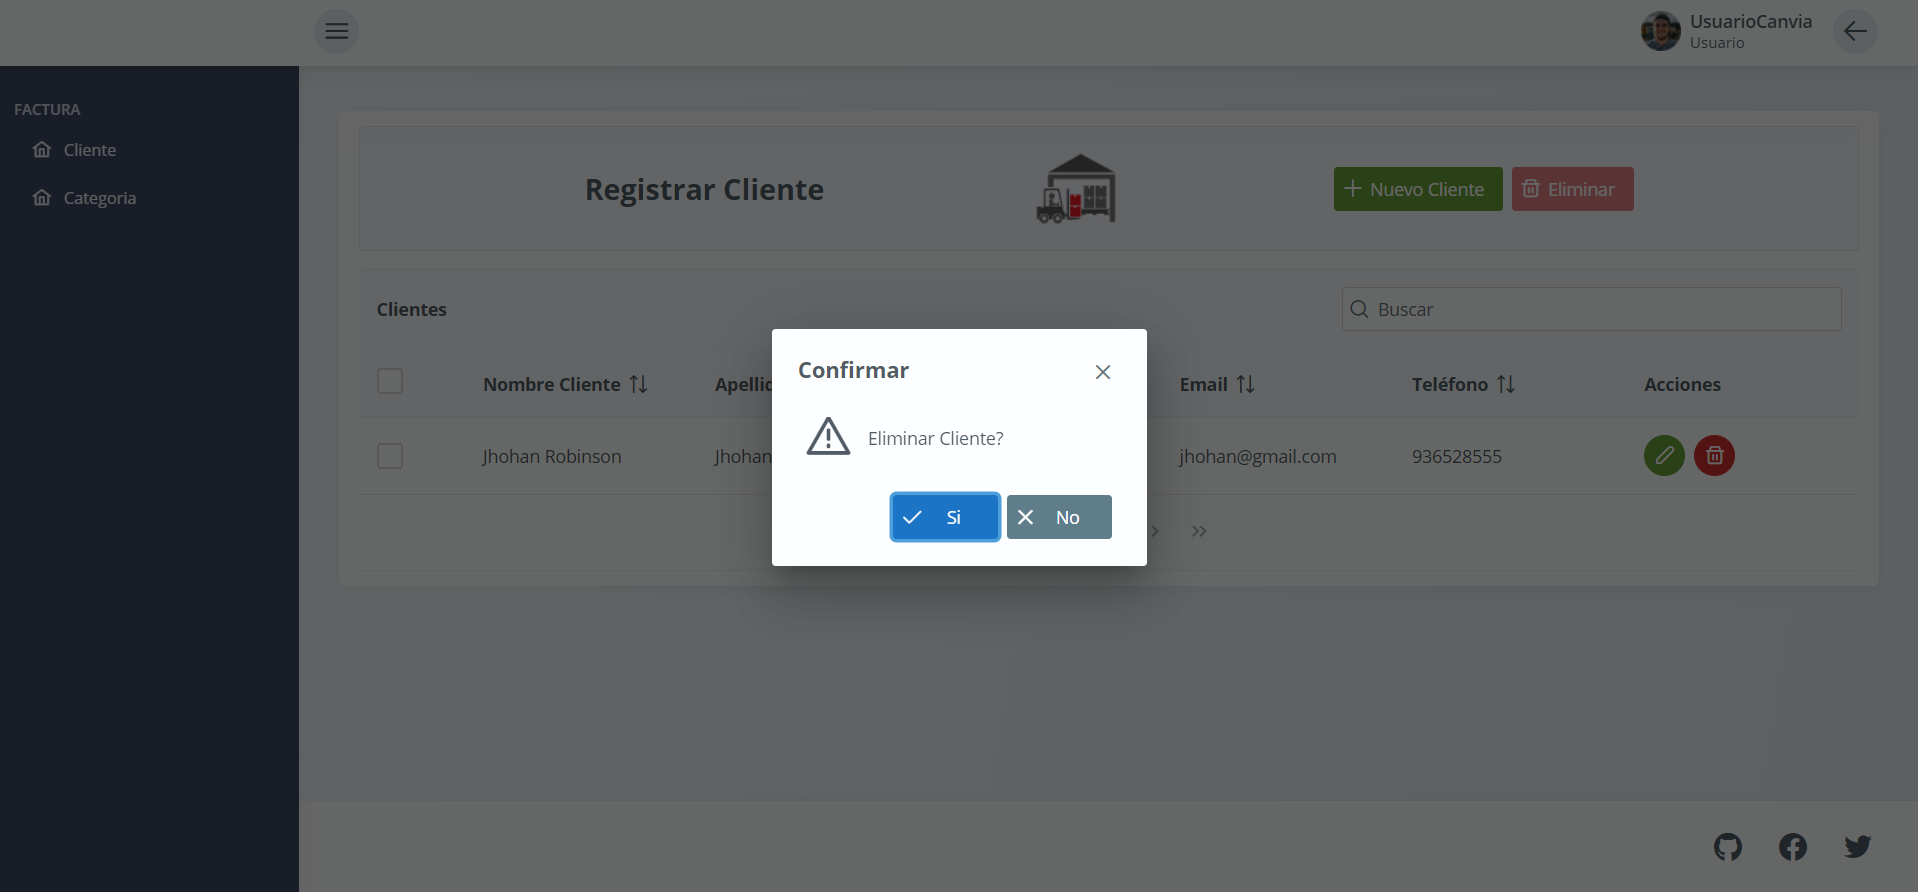 UsuarioCanvia
Usuario
FACTURA
Cliente
Categoria
Registrar Cliente
Nuevo Cliente
Eliminar
Clientes
Buscar
Nombre Cliente
Email
Teléfono
Acciones
Jhohan Robinson
Jhohan
jhohan@gmail.com
936528555
Confirmar
Eliminar Cliente?
Si
No